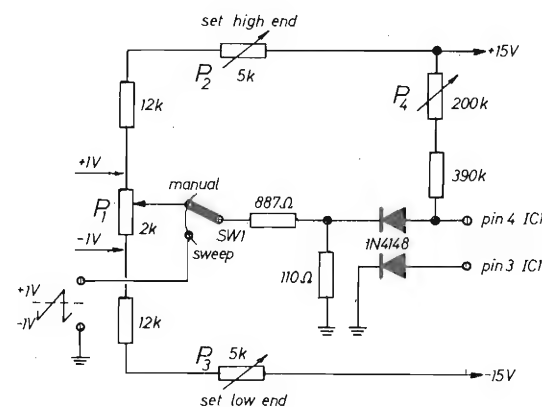 set high end
P2
5k
+15V
12k
P4
200k
+1V
manual
390k
P1
887Ω
2k
SW1
pin 4 IC1
-1V
sweep
1N4148
110Ω
pin 3 IC1
+1V
-1V
12k
P3
5k
-15V
set low end